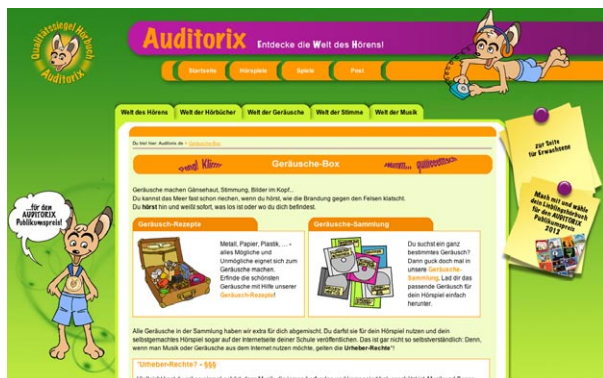 Qualitätssiegel Hörbuch
Auditorix
Auditorix Entdecke die Welt des Hörens!
Startseite Hörspiele Spiele Post
Welt des Hörens Welt der Hörbücher Welt der Geräusche Welt der Stimme Welt der Musik
Du bist hier: Auditorix.de > Geräusche-Box
Geräusche-Box
zur Seite
für Erwachsene
Mach mit und wähle
dein Lieblingshörbuch
für den AUDITORIX
Publikumspreis
2012
...für dem
AUDITORIX
Publikumspreis!
Geräusche machen Gänsehaut, Stimmung, Bilder im Kopf...
Du kannst das Meer fast schon riechen, wenn du hörst, wie die Brandung gegen den Felsen klatscht.
Du hörst hin und weißt sofort, was los ist oder wo du dich befindest.
Geräusch-Rezepte
Metall, Papier, Plastik, ... -
alles Mögliche und
Unmögliche eignet sich zum
Geräusche machen.
Erfinde die schönsten
Geräusche mit Hilfe unserer
Geräusch-Rezepte!
Geräusche-Sammlung
Du suchst ein ganz
bestimmtes Geräusch?
Dann guck doch mal in
unsere Geräusche-
Sammlung. Lad dir das
passende Geräusch für
dein Hörspiel einfach
herunter.
Alle Geräusche in der Sammlung haben wir extra für dich abgemischt. Du darfst sie für dein Hörspiel nutzen und dein
selbstgemachtes Hörspiel sogar auf der Internetseite deiner Schule veröffentlichen. Das ist gar nicht so selbstverständlich: Denn,
wenn man Musik oder Geräusche aus dem Internet nutzen möchte, gelten die Urheber-Rechte"!
"Urheber-Rechte? - §§§